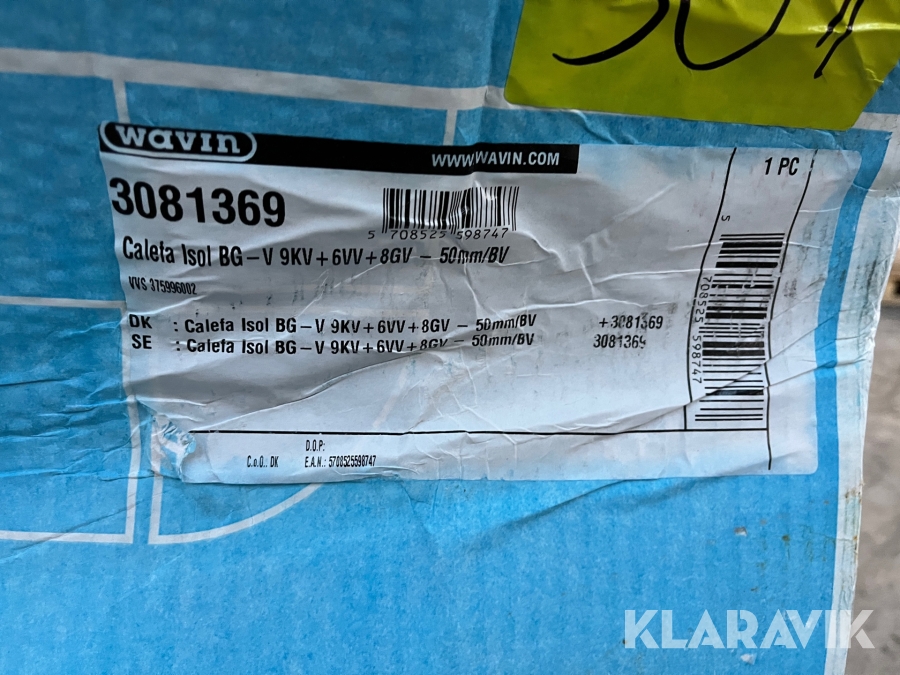 wavin
WWW.WAVIN.COM
1 PC
3081369
5 708525 598747
Calefa Isol BG-V 9KV+6VV+8GV - 50mm/BV
VVS 375996002
DK : Calefa Isol BG-V 9KV+6VV+8GV - 50mm/BV +3081369
SE : Calefa Isol BG-V 9KV+6VV+8GV - 50mm/BV 3081369
5 708525 598747
D.O.P:
C.o.O.: DK E.A.N.: 5708525598747
KLARAVIK